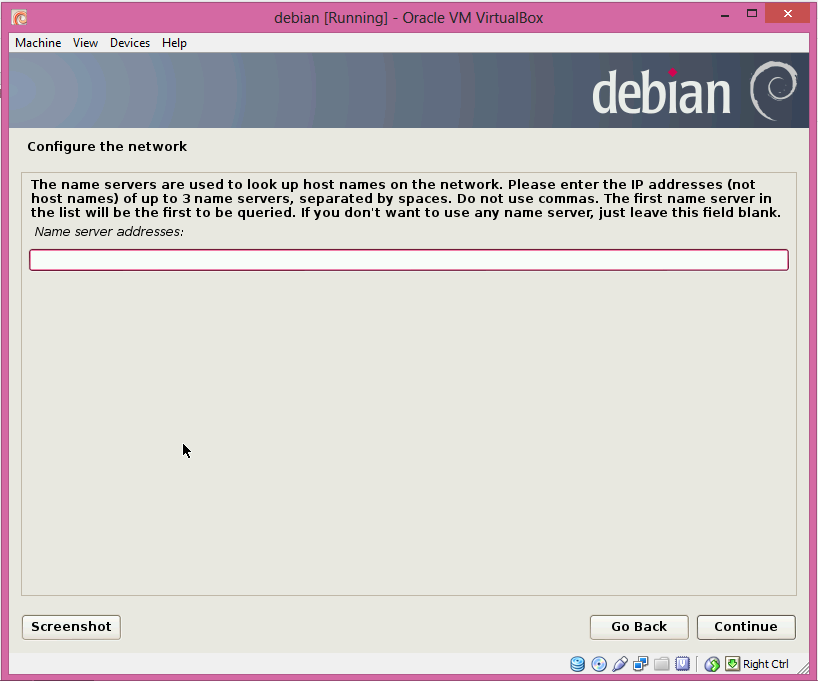 debian [Running] - Oracle VM VirtualBox
Machine View Devices Help
debian
Configure the network
The name servers are used to look up host names on the network. Please enter the IP addresses (not
host names) of up to 3 name servers, separated by spaces. Do not use commas. The first name server in
the list will be the first to be queried. If you don't want to use any name server, just leave this field blank.
Name server addresses:
Screenshot
Go Back
Continue
Right Ctrl